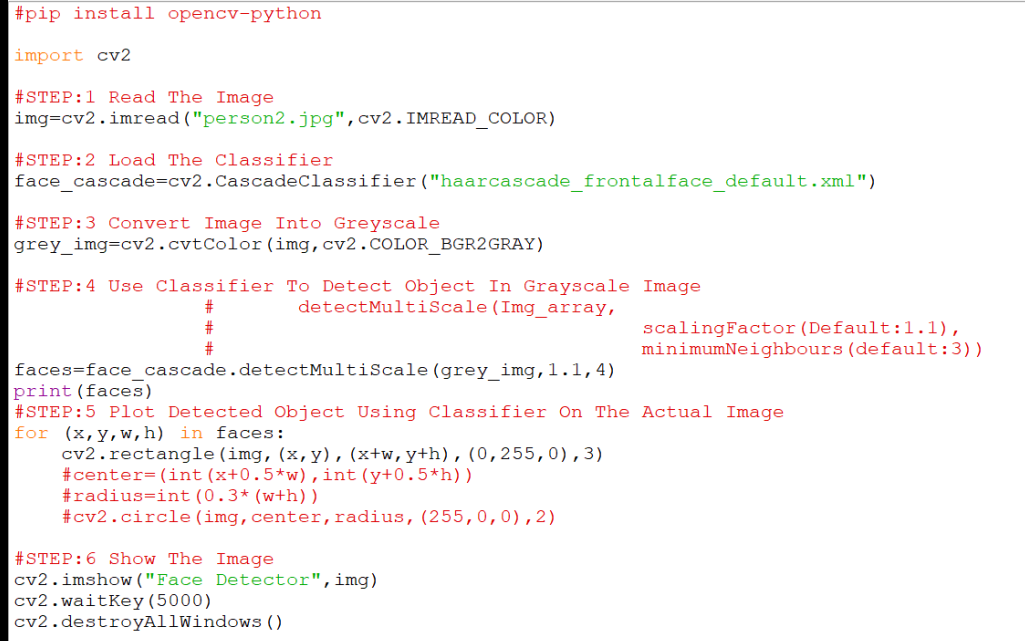 #pip install opencv-python
import cv2
#STEP:1 Read The Image
img=cv2.imread("person2.jpg",cv2.IMREAD_COLOR)
#STEP:2 Load The Classifier
face_cascade=cv2.CascadeClassifier("haarcascade_frontalface_default.xml")
#STEP:3 Convert Image Into Greyscale
grey_img=cv2.cvtColor(img,cv2.COLOR_BGR2GRAY)
#STEP:4 Use Classifier To Detect Object In Grayscale Image
#       detectMultiScale(Img_array,
#                                    scalingFactor(Default:1.1),
#                                    minimumNeighbours(default:3))
faces=face_cascade.detectMultiScale(grey_img,1.1,4)
print(faces)
#STEP:5 Plot Detected Object Using Classifier On The Actual Image
for (x,y,w,h) in faces:
    cv2.rectangle(img,(x,y),(x+w,y+h),(0,255,0),3)
    #center=(int(x+0.5*w),int(y+0.5*h))
    #radius=int(0.3*(w+h))
    #cv2.circle(img,center,radius,(255,0,0),2)
#STEP:6 Show The Image
cv2.imshow("Face Detector",img)
cv2.waitKey(5000)
cv2.destroyAllWindows()